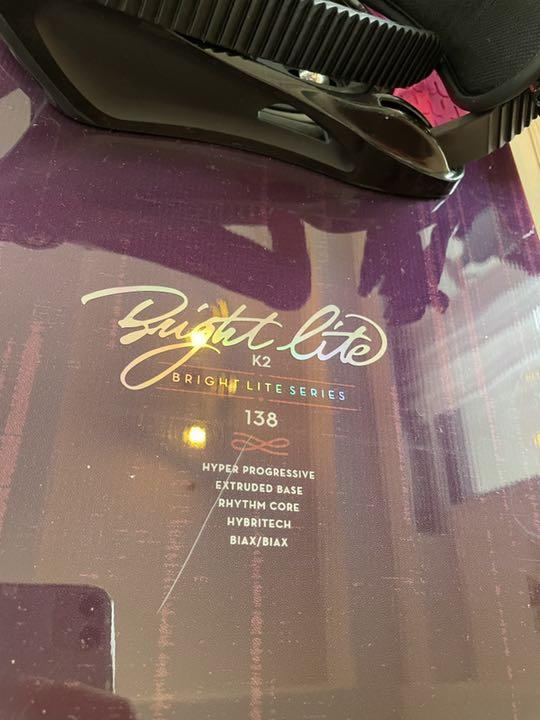 Bright lite
K2
BRIGHT LITE SERIES
138
HYPER PROGRESSIVE
EXTRUDED BASE
RHYTHM CORE
HYBRITECH
BIAX/BIAX